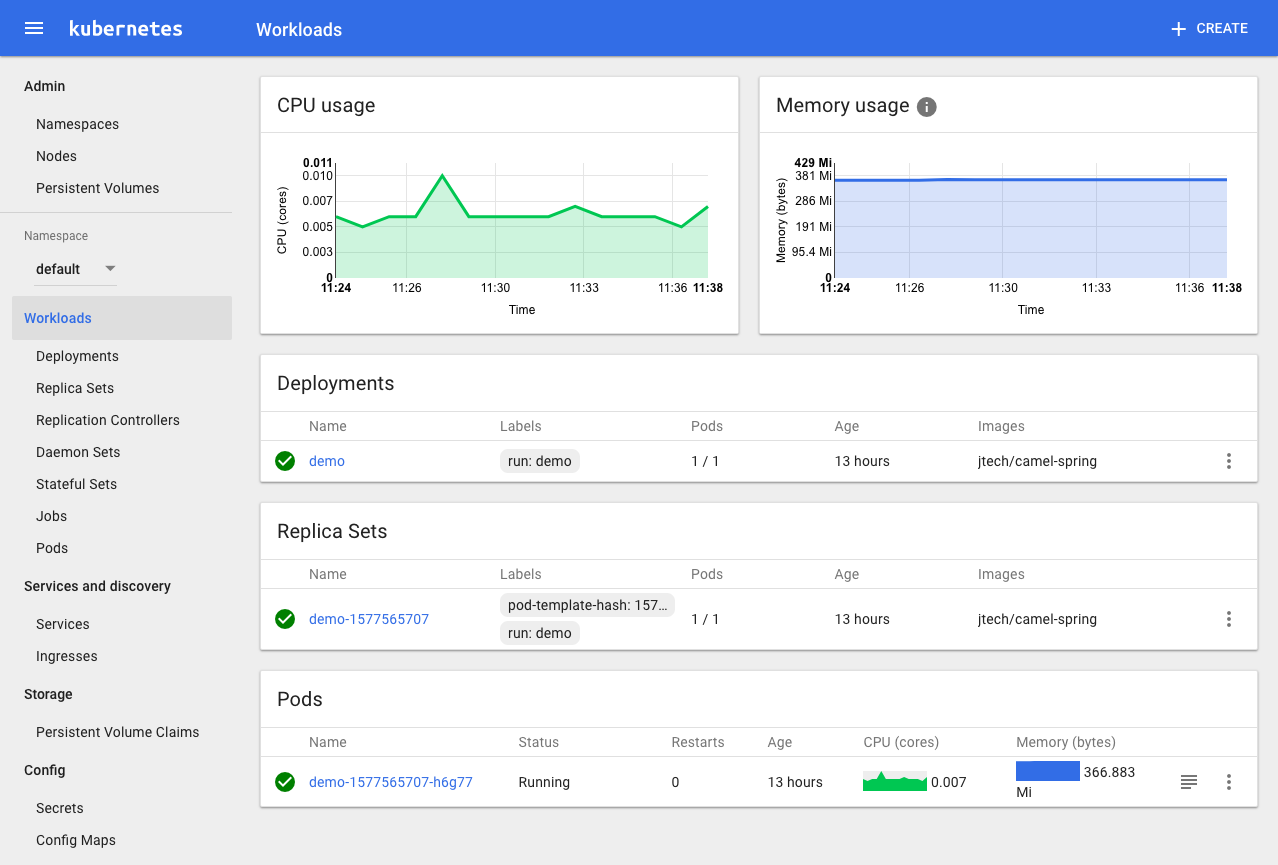 kubernetes
Workloads
CREATE
Admin
Namespaces
Nodes
Persistent Volumes
Namespace
default
Workloads
Deployments
Replica Sets
Replication Controllers
Daemon Sets
Stateful Sets
Jobs
Pods
Services and discovery
Services
Ingresses
Storage
Persistent Volume Claims
Config
Secrets
Config Maps
CPU usage
CPU (cores)
0.011
0.010
0.007
0.005
0.003
0
11:24 11:26 11:30 11:33 11:36 11:38
Time
Memory usage
Memory (bytes)
429 Mi
381 Mi
286 Mi
191 Mi
95.4 Mi
0
11:24 11:26 11:30 11:33 11:36 11:38
Time
Deployments
Name Labels Pods Age Images
demo run: demo 1 / 1 13 hours jtech/camel-spring
Replica Sets
Name Labels Pods Age Images
pod-template-hash: 157…
demo-1577565707 1 / 1 13 hours jtech/camel-spring
run: demo
Pods
Name Status Restarts Age CPU (cores) Memory (bytes)
demo-1577565707-h6g77 Running 0 13 hours 0.007 366.883
Mi